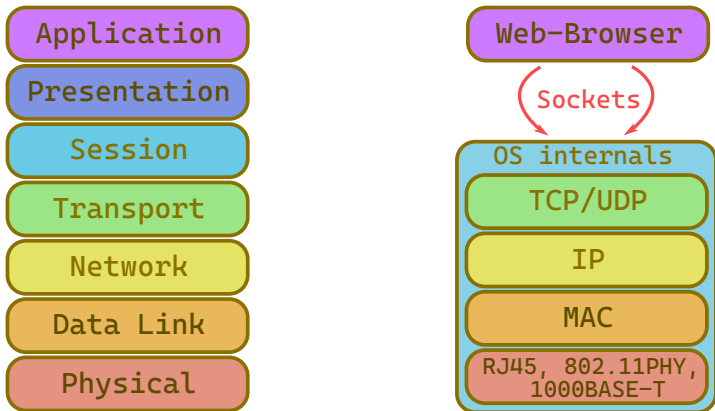 Application
Presentation
Session
Transport
Network
Data Link
Physical
Web-Browser
Sockets
OS internals
TCP/UDP
IP
MAC
RJ45, 802.11PHY,
1000BASE-T